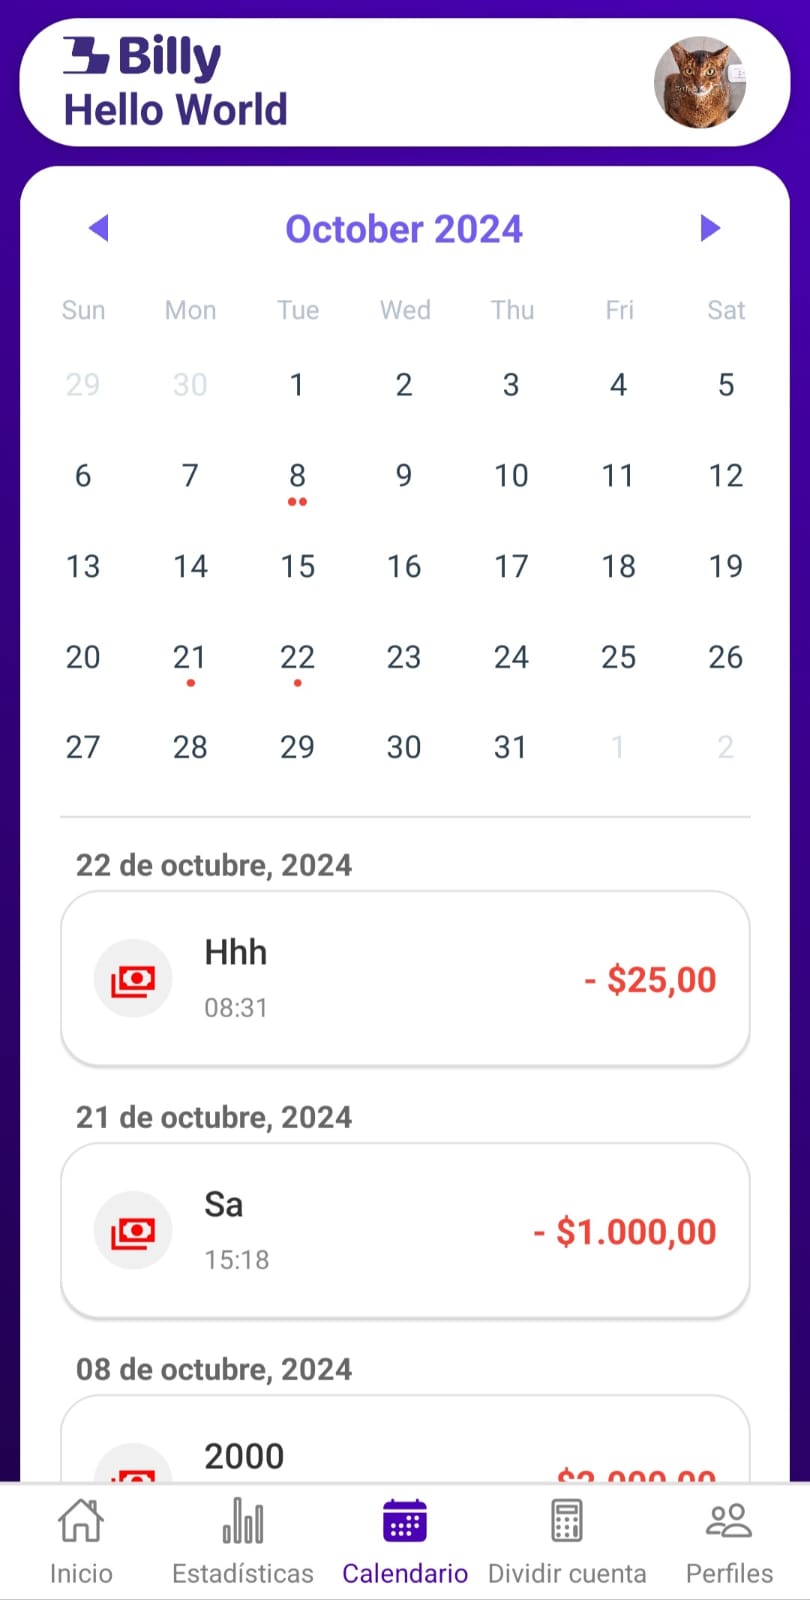 Billy
Hello World
October 2024
Sun Mon Tue Wed Thu Fri Sat
29 30 1 2 3 4 5
6 7 8 9 10 11 12
13 14 15 16 17 18 19
20 21 22 23 24 25 26
27 28 29 30 31 1 2
22 de octubre, 2024
Hhh
- $25,00
08:31
21 de octubre, 2024
Sa
- $1.000,00
15:18
08 de octubre, 2024
2000
Inicio Estadísticas Calendario Dividir cuenta Perfiles